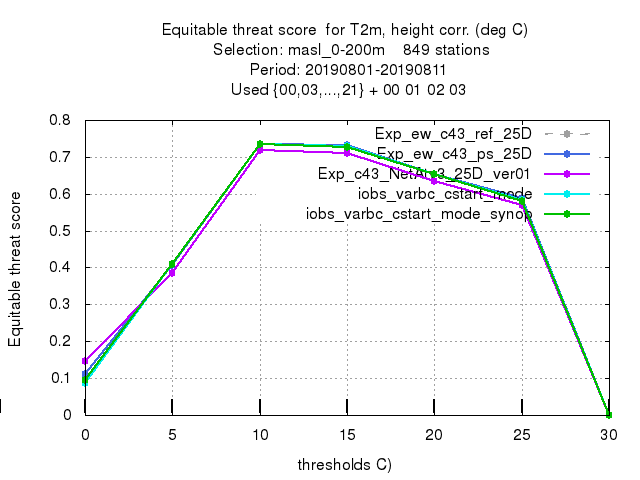 Equitable threat score for T2m, height corr. (deg C)
Selection: masl_0-200m 849 stations
Period: 20190801-20190811
Used {00,03,...,21} + 00 01 02 03
Equitable threat score
0.8
0.7
0.6
0.5
0.4
0.3
0.2
0.1
0
Exp_ew_c43_ref_25D
Exp_ew_c43_ps_25D
Exp_c43_NetAtc3_25D_ver01
iobs_varbc_cstart_mode
iobs_varbc_cstart_mode_synop
0 5 10 15 20 25 30
thresholds C)